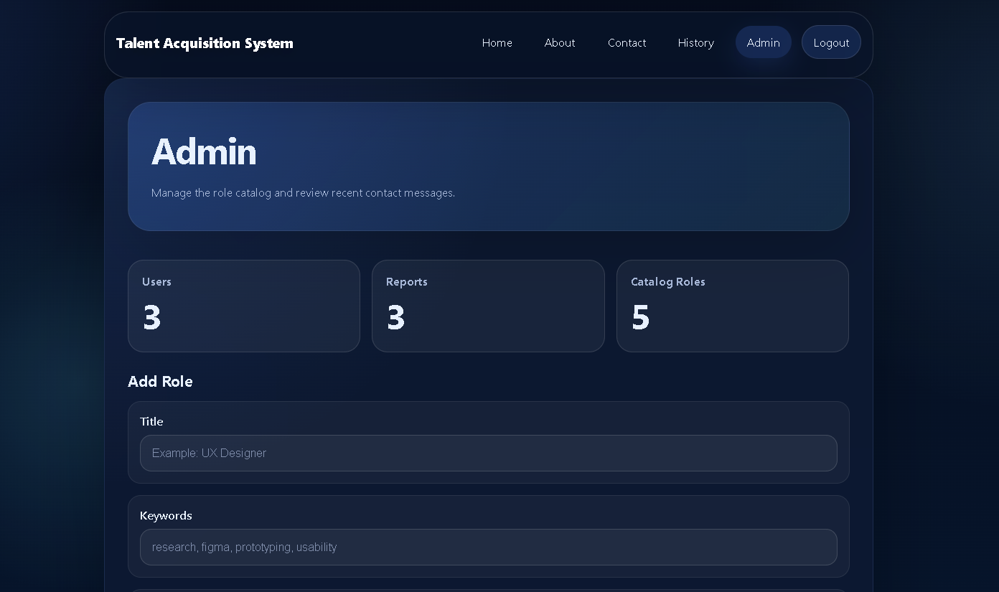 Talent Acquisition System
Home About Contact History Admin Logout
Admin
Manage the role catalog and review recent contact messages.
Users Reports Catalog Roles
3 3 5
Add Role
Title
Example: UX Designer
Keywords
research, figma, prototyping, usability